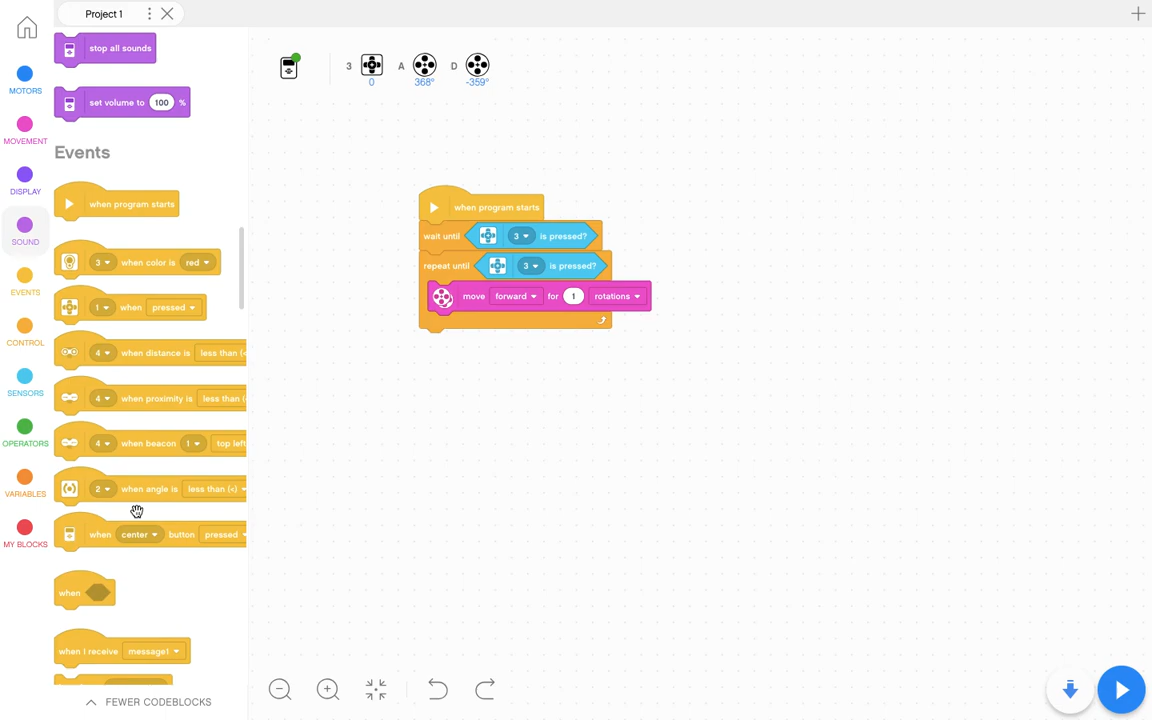 Project 1
stop all sounds
set volume to 100 %
Events
when program starts
3 when color is red
1 when pressed
4 when distance is less than (<
4 when proximity is less than (
4 when beacon 1 top left
2 when angle is less than (<)
when center button pressed
when
when I receive message1
FEWER CODEBLOCKS
MOTORS
MOVEMENT
DISPLAY
SOUND
EVENTS
CONTROL
SENSORS
OPERATORS
VARIABLES
MY BLOCKS
3 A D
0 368° -359°
when program starts
wait until 3 is pressed?
repeat until 3 is pressed?
move forward for 1 rotations